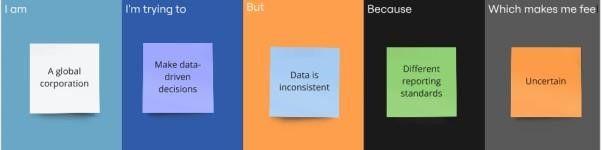 I am
I'm trying to
But
Because
Which makes me fee
A global
corporation
Make data-
driven
decisions
Data is
inconsistent
Different
reporting
standards
Uncertain